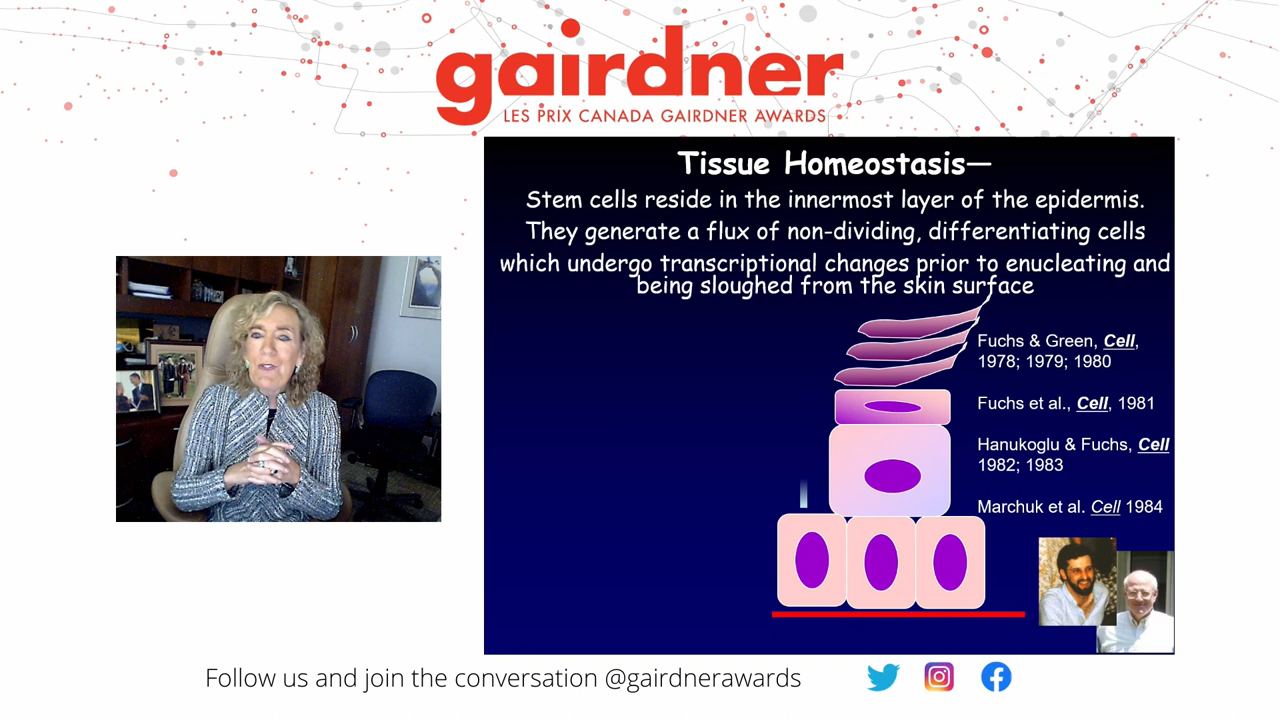 gairdner
LES PRIX CANADA GAIRDNER AWARDS
Tissue Homeostasis—
Stem cells reside in the innermost layer of the epidermis.
They generate a flux of non-dividing, differentiating cells
which undergo transcriptional changes prior to enucleating and
being sloughed from the skin surface
Fuchs & Green, Cell,
1978; 1979; 1980
Fuchs et al., Cell, 1981
Hanukoglu & Fuchs, Cell
1982; 1983
Marchuk et al. Cell 1984
Follow us and join the conversation @gairdnerawards